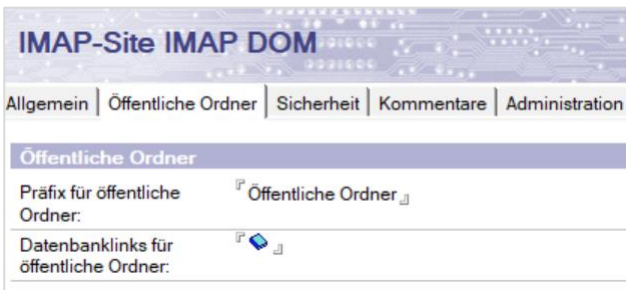 IMAP-Site IMAP DOM
Allgemein | Öffentliche Ordner | Sicherheit | Kommentare | Administration
Öffentliche Ordner
Präfix für öffentliche Öffentliche Ordner
Ordner:
Datenbanklinks für
öffentliche Ordner: